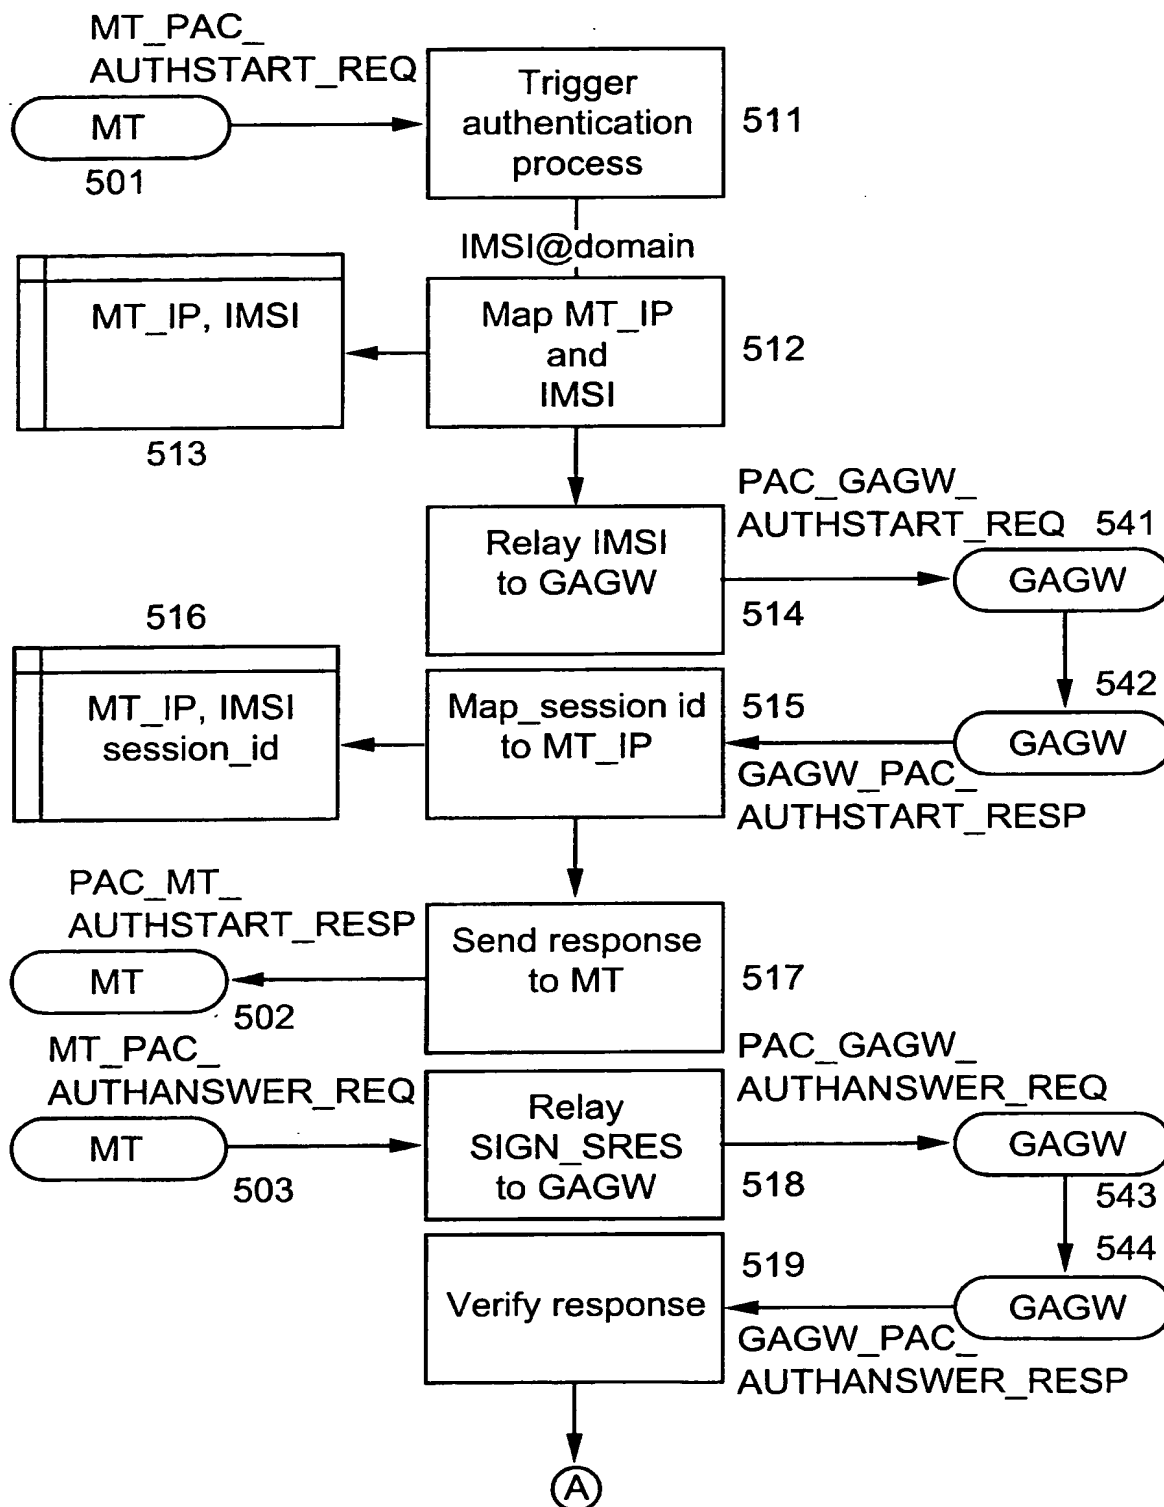 MT_PAC_
AUTHSTART_REQ
MT
501
Trigger
authentication
process
511
IMSI@domain
MT_IP, IMSI
513
Map MT_IP
and
IMSI
512
Relay IMSI
to GAGW
514
PAC_GAGW_
AUTHSTART_REQ
541
GAGW
516
MT_IP, IMSI
session_id
Map_session id
to MT_IP
515
542
GAGW
GAGW_PAC_
AUTHSTART_RESP
PAC_MT_
AUTHSTART_RESP
MT
502
Send response
to MT
517
MT_PAC_
AUTHANSWER_REQ
MT
503
Relay
SIGN_SRES
to GAGW
518
PAC_GAGW_
AUTHANSWER_REQ
GAGW
543
Verify response
519
544
GAGW
GAGW_PAC_
AUTHANSWER_RESP
A